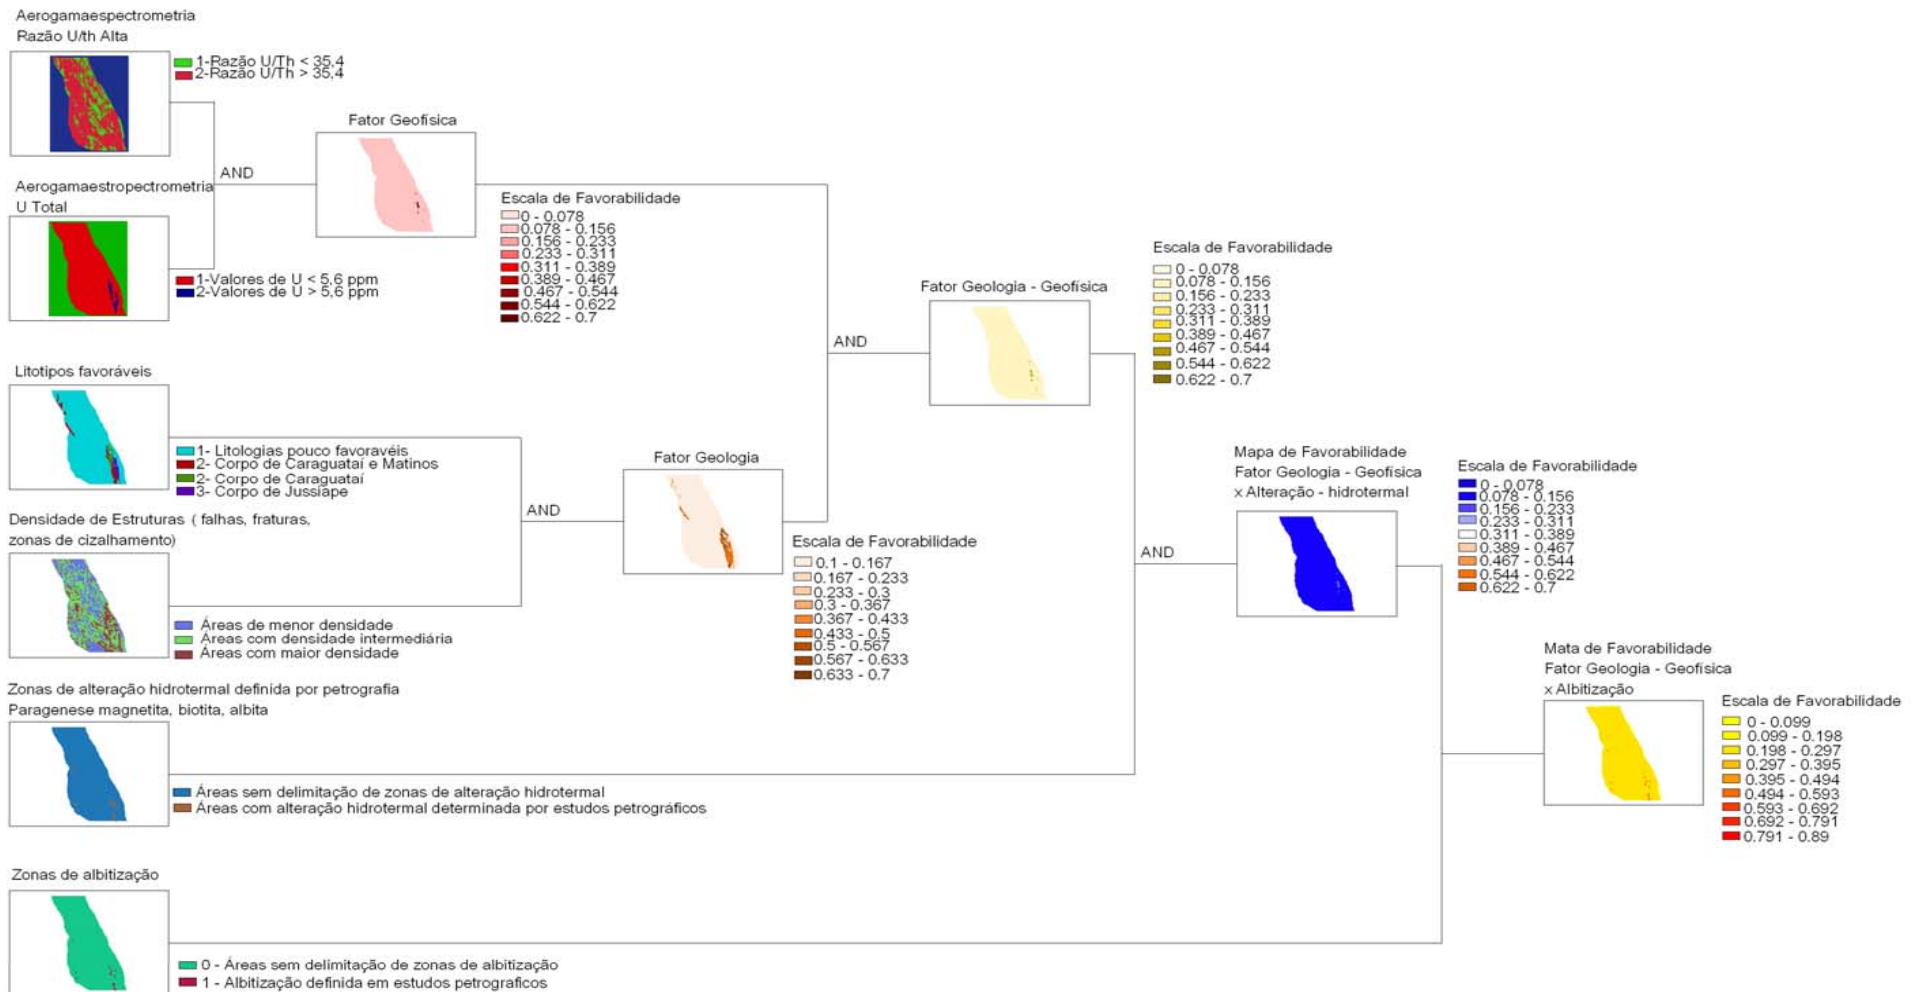 Aerogamaespectrometria
Razão U/th Alta
1-Razão U/Th < 35,4
2-Razão U/Th > 35,4
Fator Geofísica
AND
Aerogamaestropectrometria
U Total
1-Valores de U < 5,6 ppm
2-Valores de U > 5,6 ppm
Escala de Favorabilidade
0 - 0.078
0.078 - 0.156
0.156 - 0.233
0.233 - 0.311
0.311 - 0.389
0.389 - 0.467
0.467 - 0.544
0.544 - 0.622
0.622 - 0.7
Fator Geologia - Geofísica
AND
Escala de Favorabilidade
0 - 0.078
0.078 - 0.156
0.156 - 0.233
0.233 - 0.311
0.311 - 0.389
0.389 - 0.467
0.467 - 0.544
0.544 - 0.622
0.622 - 0.7
Litotipos favoráveis
1- Litologias pouco favoravéis
2- Corpo de Caraguataí e Matinos
2- Corpo de Caraguataí
3- Corpo de Jussiape
Densidade de Estruturas ( falhas, fraturas,
zonas de cizalhamento)
Áreas de menor densidade
Áreas com densidade intermediária
Áreas com maior densidade
AND
Fator Geologia
Escala de Favorabilidade
0.1 - 0.167
0.167 - 0.233
0.233 - 0.3
0.3 - 0.367
0.367 - 0.433
0.433 - 0.5
0.5 - 0.567
0.567 - 0.633
0.633 - 0.7
AND
Mapa de Favorabilidade
Fator Geologia - Geofísica
x Alteração - hidrotermal
Escala de Favorabilidade
0 - 0.078
0.078 - 0.156
0.156 - 0.233
0.233 - 0.311
0.311 - 0.389
0.389 - 0.467
0.467 - 0.544
0.544 - 0.622
0.622 - 0.7
Zonas de alteração hidrotermal definida por petrografia
Paragenese magnetita, biotita, albita
Áreas sem delimitação de zonas de alteração hidrotermal
Áreas com alteração hidrotermal determinada por estudos petrográficos
Mata de Favorabilidade
Fator Geologia - Geofísica
x Albitização
Escala de Favorabilidade
0 - 0.099
0.099 - 0.198
0.198 - 0.297
0.297 - 0.395
0.395 - 0.494
0.494 - 0.593
0.593 - 0.692
0.692 - 0.791
0.791 - 0.89
Zonas de albitização
0 - Áreas sem delimitação de zonas de albitização
1 - Albitização definida em estudos petrograficos